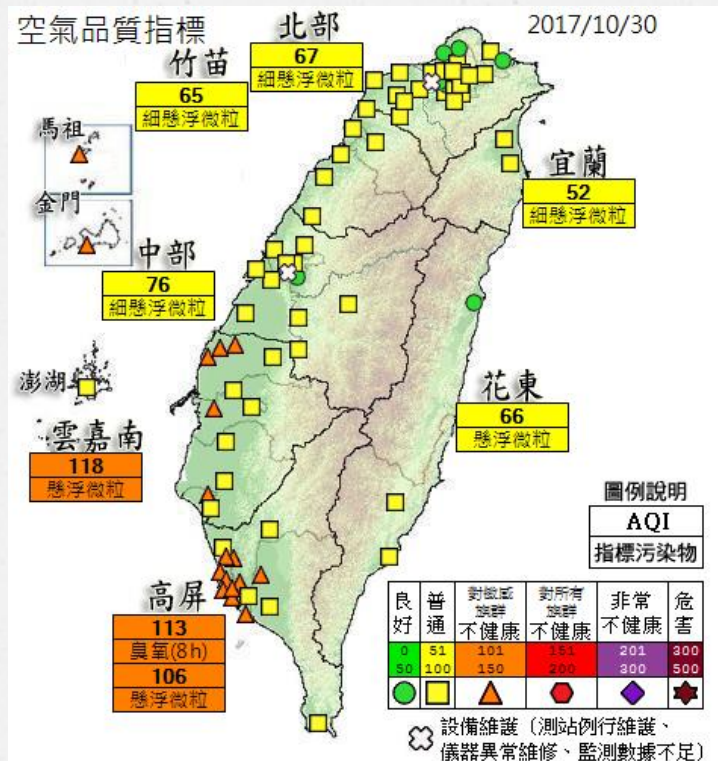 空氣品質指標
北部
2017/10/30
67
細懸浮微粒
竹苗
65
細懸浮微粒
馬祖
宜蘭
52
細懸浮微粒
金門
中部
76
細懸浮微粒
澎湖
花東
66
懸浮微粒
雲嘉南
118
懸浮微粒
圖例說明
AQI
指標污染物
高屏
113
臭氧(8h)
106
懸浮微粒
良好
普通
對敏感族群
不健康
對所有族群
不健康
非常
不健康
危害
0 51 101 151 201 300
50 100 150 200 300 500
設備維護〔測站例行維護、
儀器異常維修、監測數據不足〕